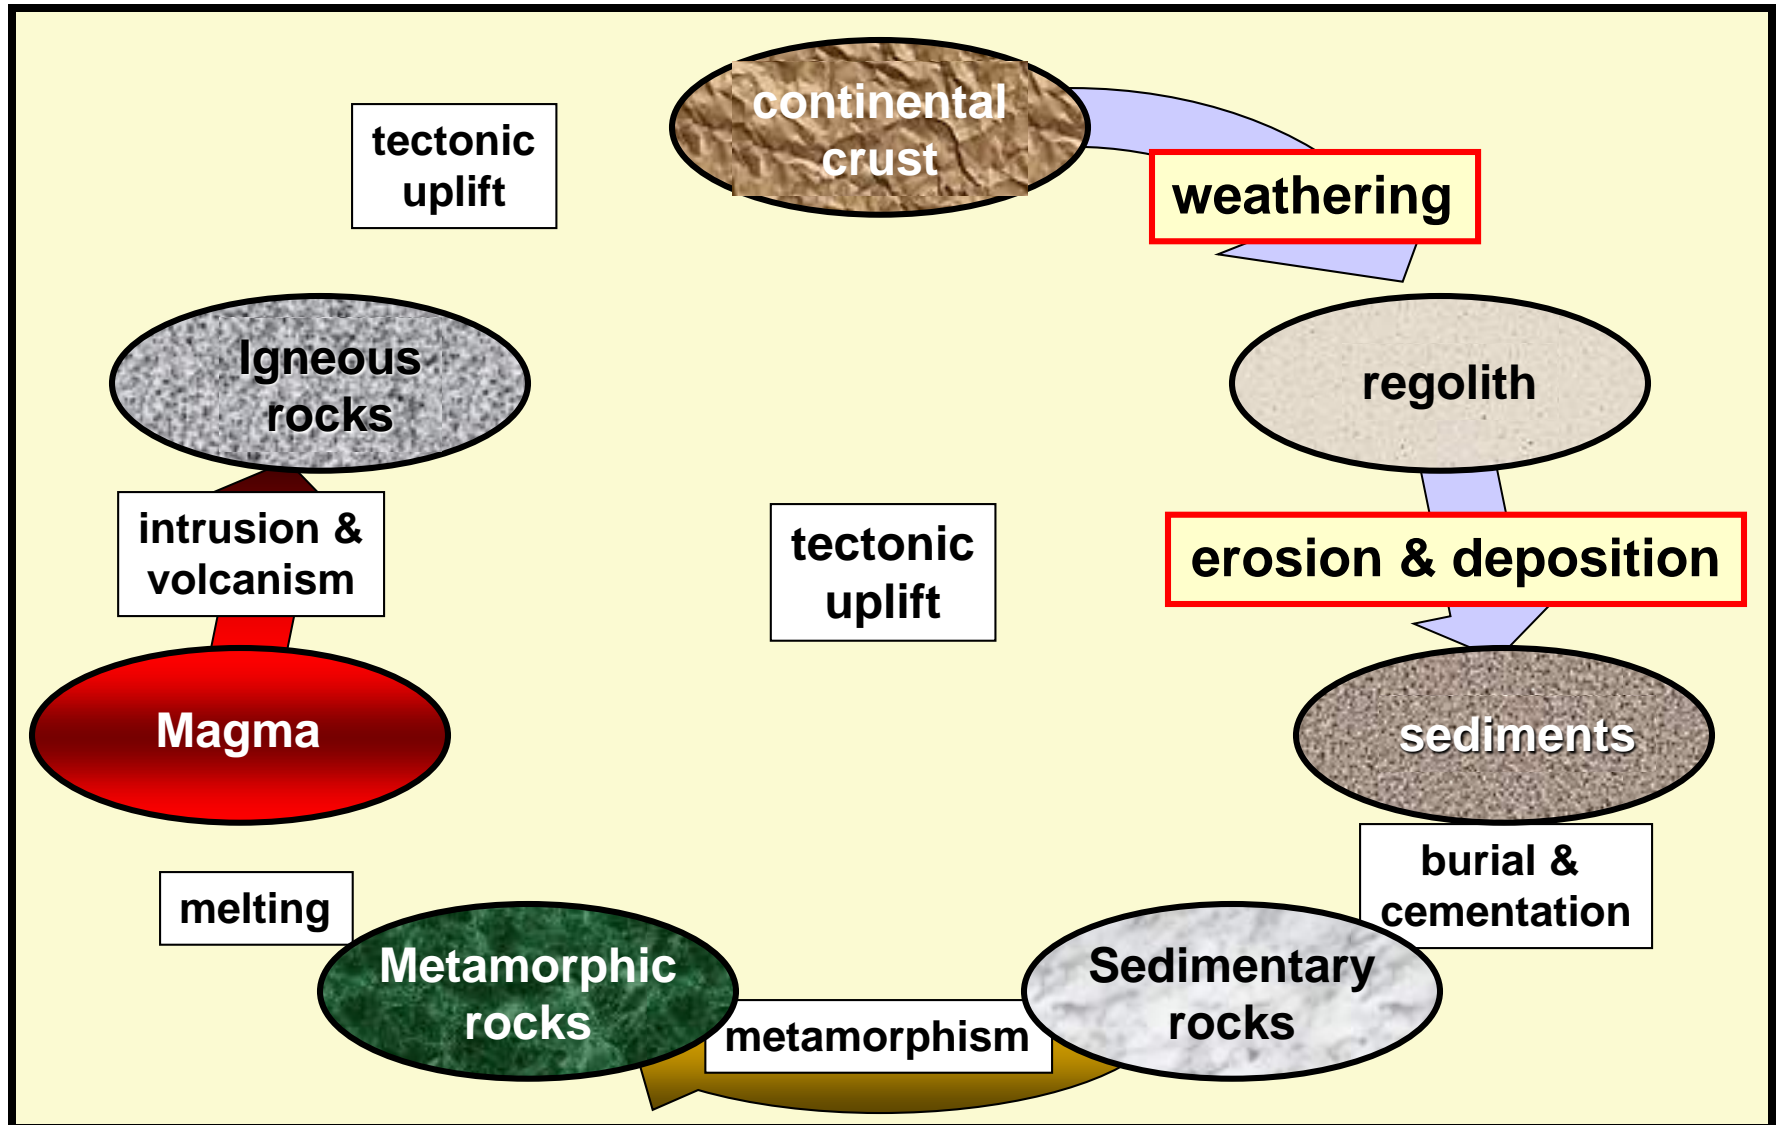 continental
crust
tectonic
uplift
weathering
Igneous
rocks
regolith
intrusion &
volcanism
tectonic
uplift
erosion & deposition
Magma
sediments
burial &
cementation
melting
Metamorphic
rocks
metamorphism
Sedimentary
rocks